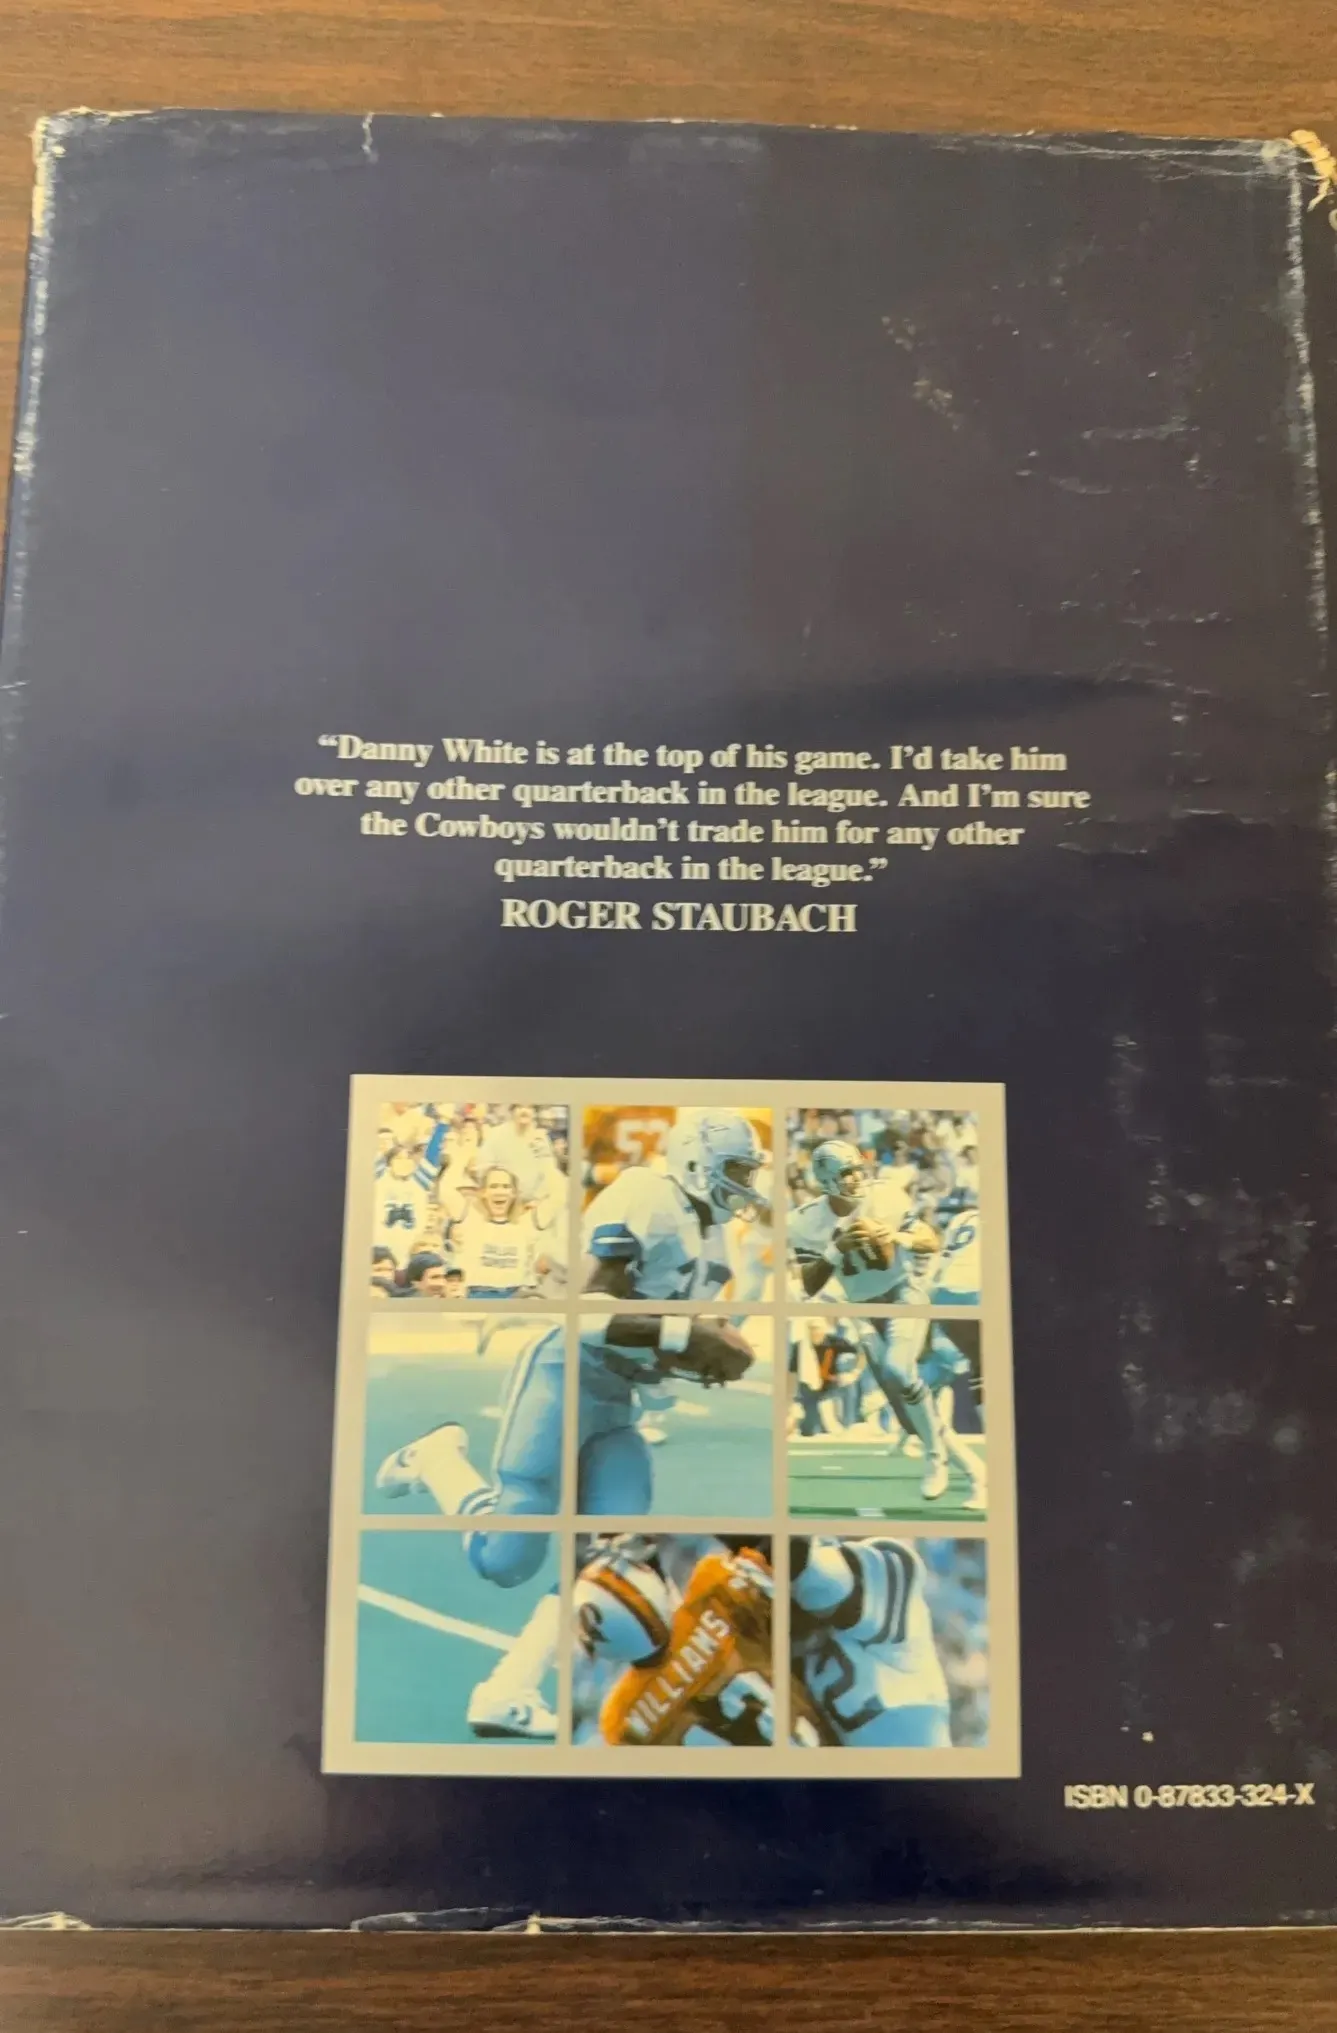 “Danny White is at the top of his game. I’d take him
over any other quarterback in the league. And I’m sure
the Cowboys wouldn’t trade him for any other
quarterback in the league.”
ROGER STAUBACH
57
WILLIAMS
ISBN 0-87833-324-X